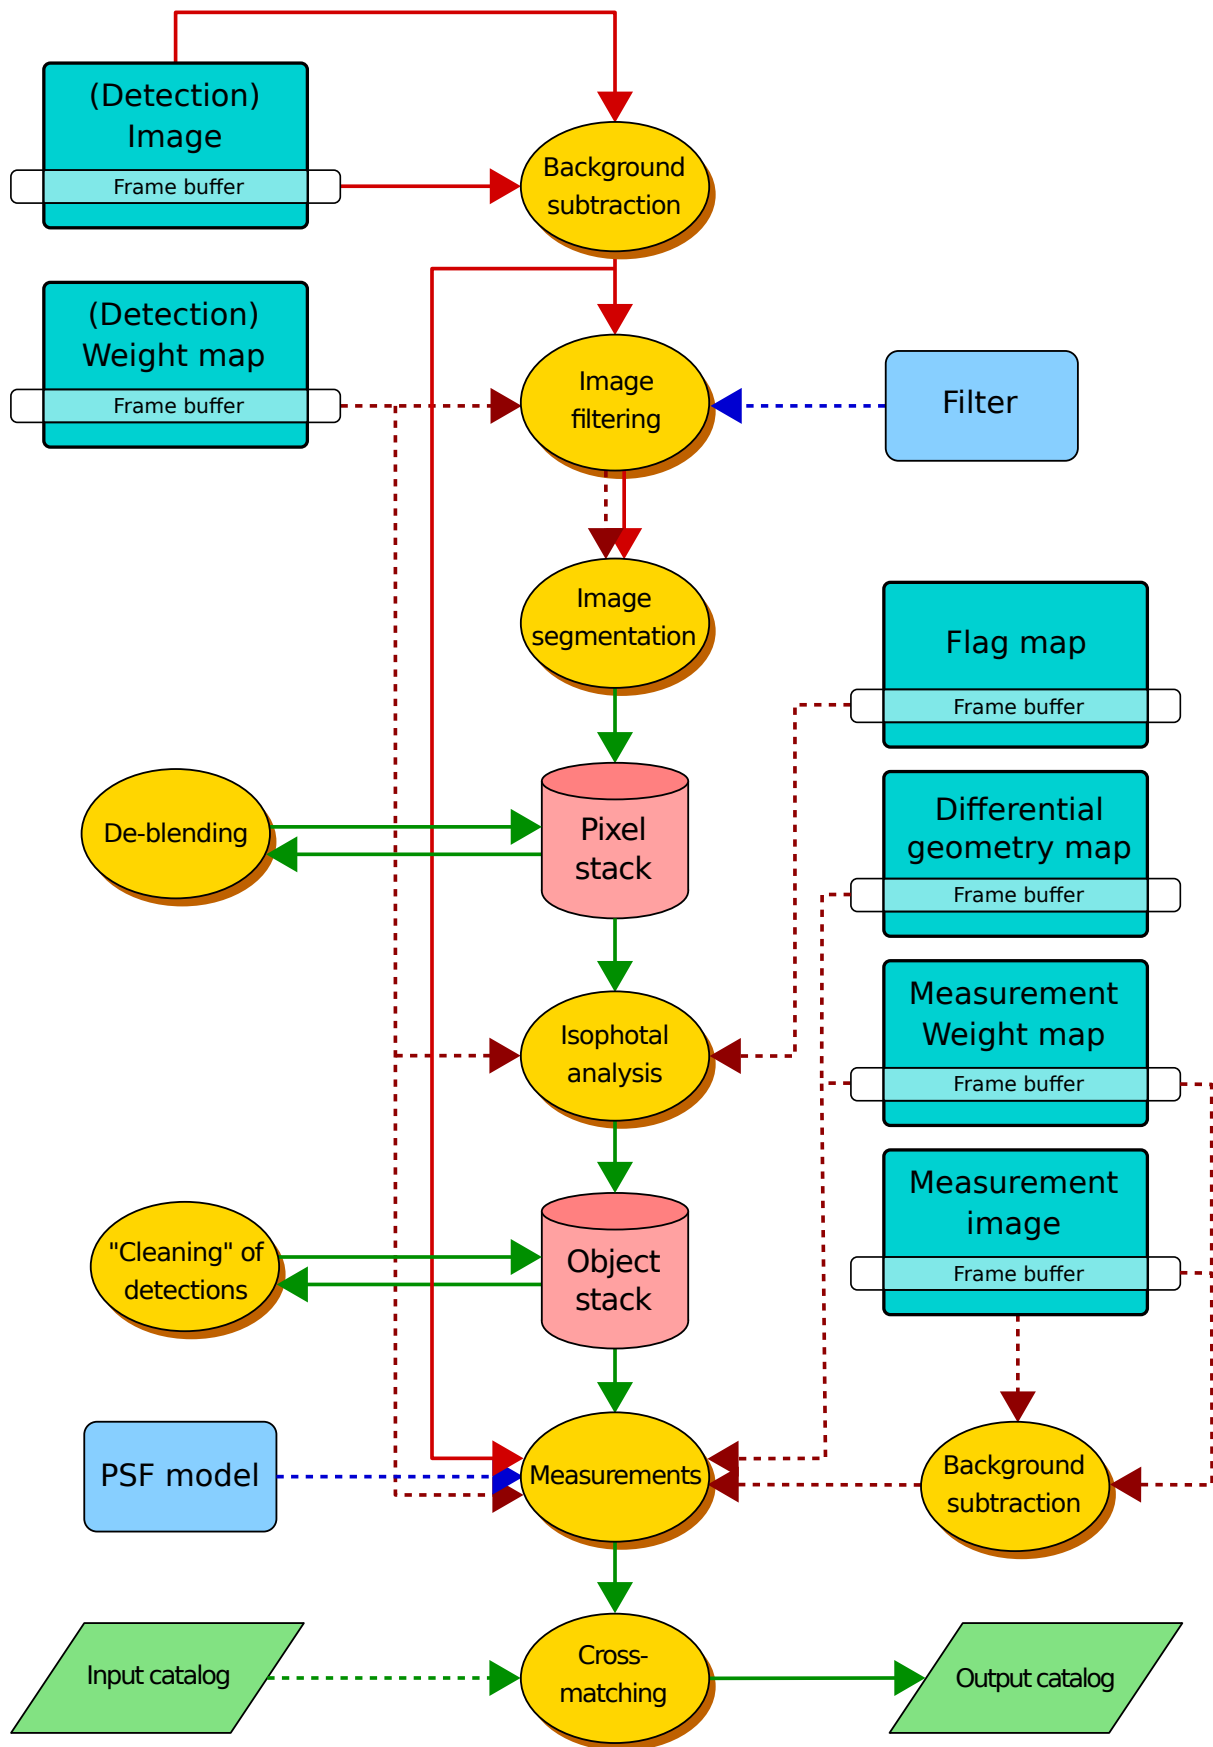 (Detection)
Image
Frame buffer
Background
subtraction
(Detection)
Weight map
Frame buffer
Image
filtering
Filter
Image
segmentation
Flag map
Frame buffer
De-blending
Pixel
stack
Differential
geometry map
Frame buffer
Isophotal
analysis
Measurement
Weight map
Frame buffer
"Cleaning" of
detections
Object
stack
Measurement
image
Frame buffer
PSF model
Measurements
Background
subtraction
Input catalog
Cross-
matching
Output catalog